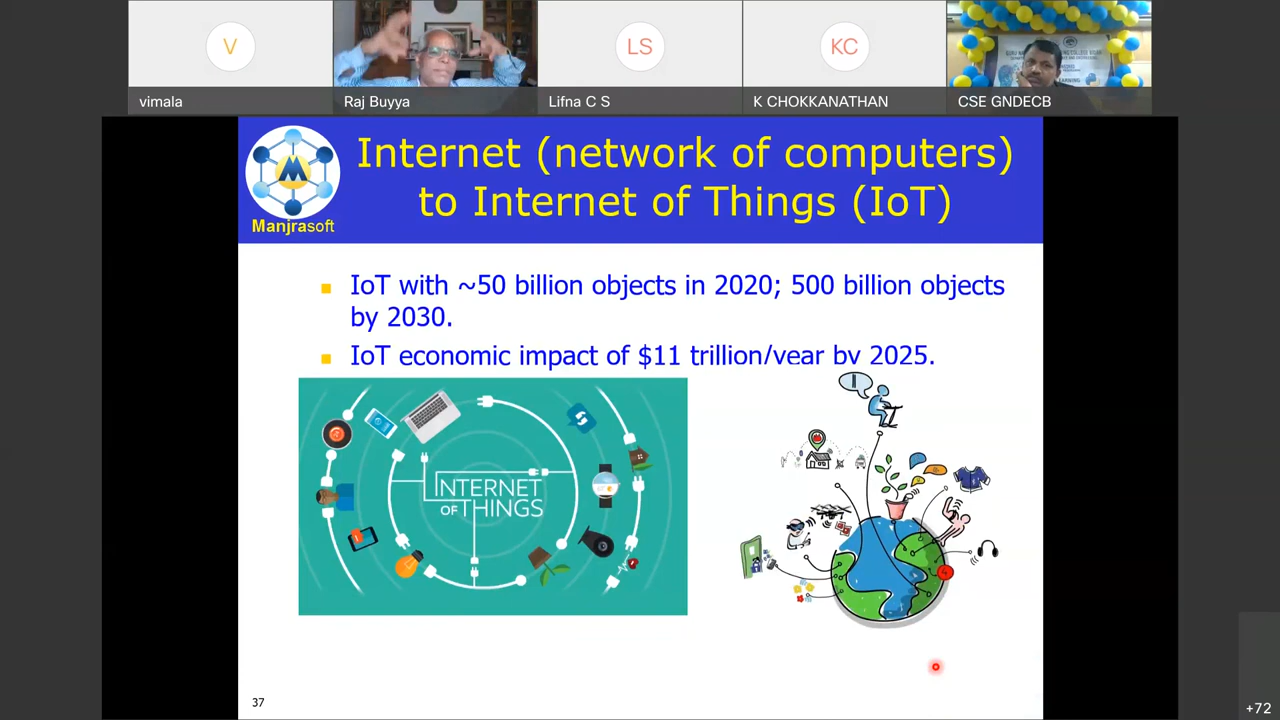 V
LS
KC
vimala
Raj Buyya
Lifna C S
K CHOKKANATHAN
CSE GNDECB
M
Manjrasoft
Internet (network of computers)
to Internet of Things (IoT)
IoT with ~50 billion objects in 2020; 500 billion objects
by 2030.
IoT economic impact of $11 trillion/year by 2025.
INTERNET
OF THINGS
37
+72